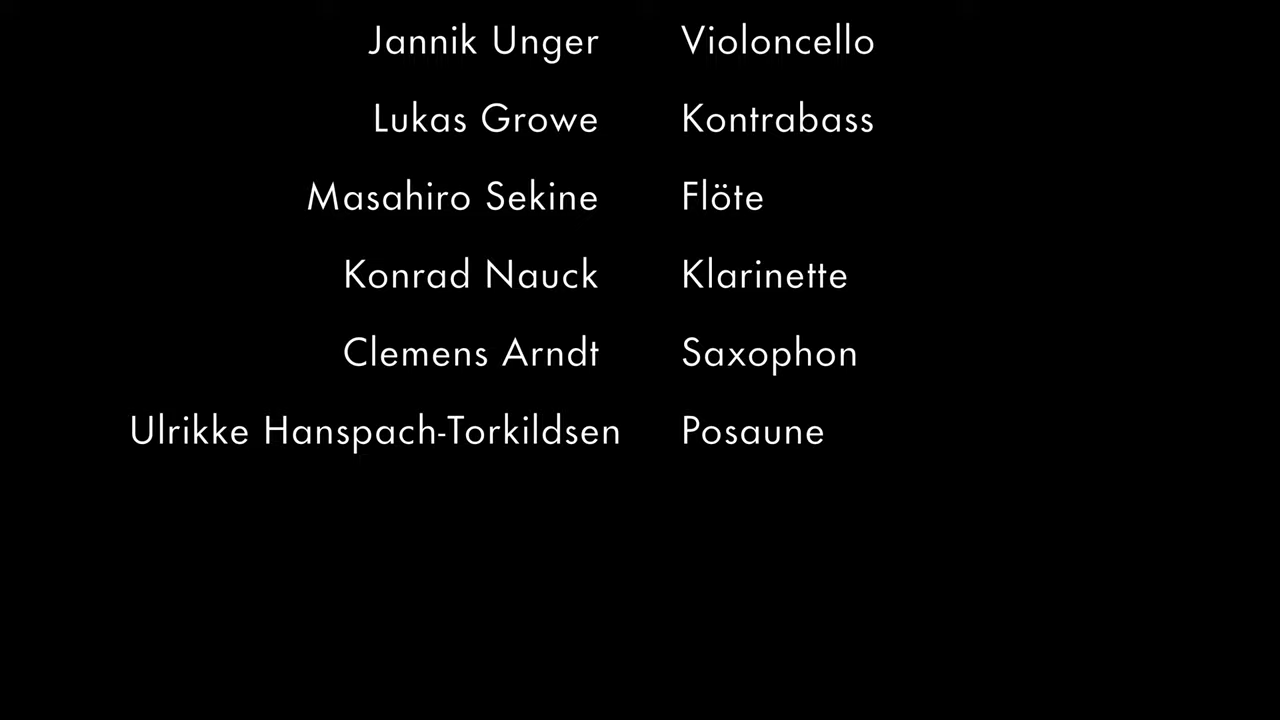 Jannik Unger Violoncello
Lukas Growe Kontrabass
Masahiro Sekine Flöte
Konrad Nauck Klarinette
Clemens Arndt Saxophon
Ulrikke Hanspach-Torkildsen Posaune